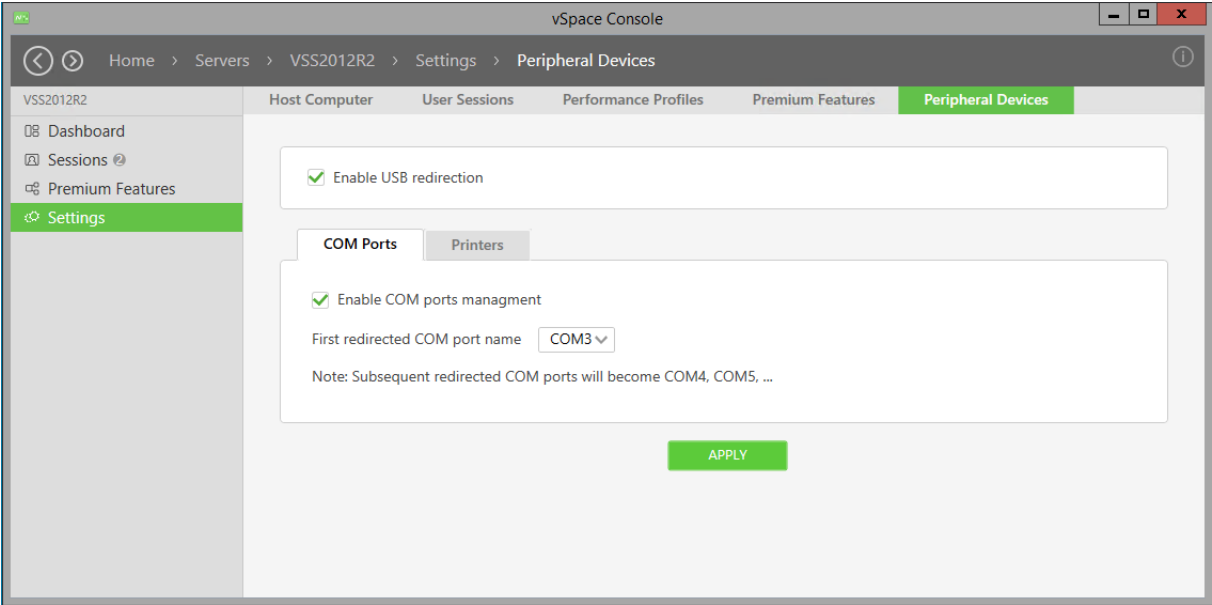 vSpace Console
Home > Servers > VSS2012R2 > Settings > Peripheral Devices
VSS2012R2
Host Computer User Sessions Performance Profiles Premium Features Peripheral Devices
Dashboard
Sessions 2
Premium Features
Settings
Enable USB redirection
COM Ports Printers
Enable COM ports managment
First redirected COM port name COM3
Note: Subsequent redirected COM ports will become COM4, COM5, ...
APPLY